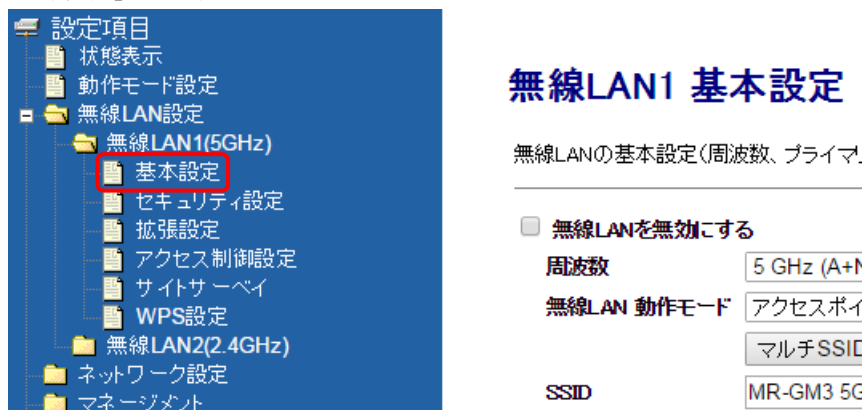 設定項目
状態表示
動作モード設定
無線LAN設定
無線LAN1(5GHz)
基本設定
セキュリティ設定
拡張設定
アクセス制御設定
サイトサーベイ
WPS設定
無線LAN2(2.4GHz)
ネットワーク設定
マネージメント
無線LAN1 基本設定
無線LANの基本設定(周波数、プライマ
無線LANを無効にする
周波数 5 GHz (A+N
無線LAN 動作モード アクセスポイ
マルチSSID
SSID MR-GM3 5G